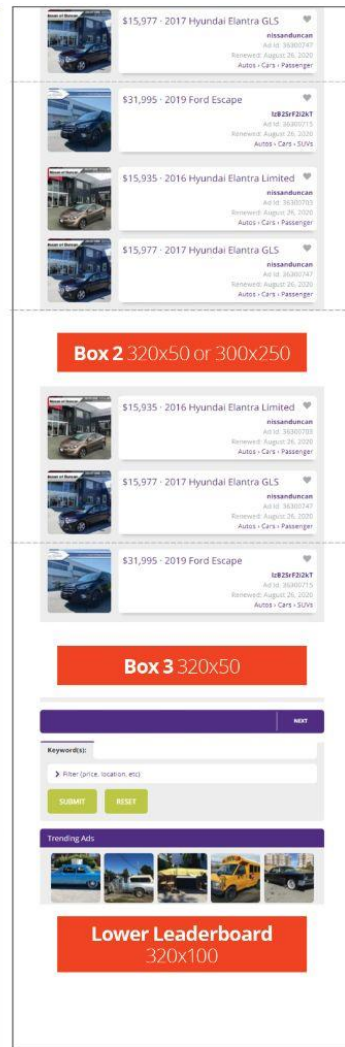 $15,977 · 2017 Hyundai Elantra GLS
nissanduncan
Ad Id: 36300747
Renewed: August 26, 2020
Autos › Cars › Passenger
$31,995 · 2019 Ford Escape
Ad Id: 36300715
Renewed: August 26, 2020
Autos › Cars › SUVs
$15,935 · 2016 Hyundai Elantra Limited
nissanduncan
Ad Id: 36300703
Renewed: August 26, 2020
Autos › Cars › Passenger
$15,977 · 2017 Hyundai Elantra GLS
nissanduncan
Ad Id: 36300747
Renewed: August 26, 2020
Autos › Cars › Passenger
Box 2 320x50 or 300x250
$15,935 · 2016 Hyundai Elantra Limited
nissanduncan
Ad Id: 36300703
Renewed: August 26, 2020
Autos › Cars › Passenger
$15,977 · 2017 Hyundai Elantra GLS
nissanduncan
Ad Id: 36300747
Renewed: August 26, 2020
Autos › Cars › Passenger
$31,995 · 2019 Ford Escape
Ad Id: 36300715
Renewed: August 26, 2020
Autos › Cars › SUVs
Box 3 320x50
NEXT
Keyword(s):
Filter (price, location, etc)
SUBMIT RESET
Trending Ads
Lower Leaderboard
320x100